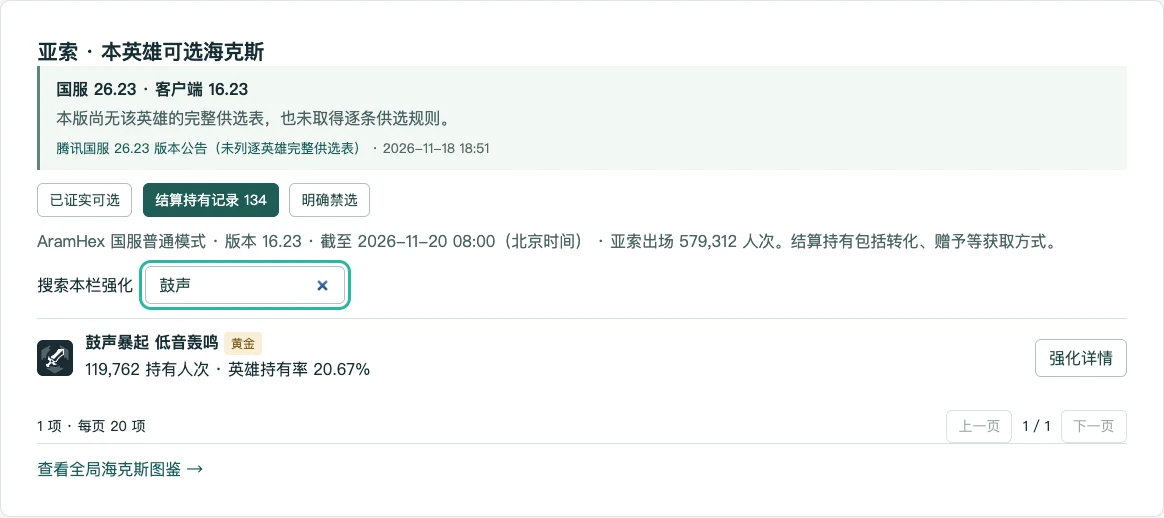 亚索 · 本英雄可选海克斯
国服 26.23 · 客户端 16.23
本版尚无该英雄的完整供选表，也未取得逐条供选规则。
腾讯国服 26.23 版本公告（未列逐英雄完整供选表） · 2026-11-18 18:51
已证实可选 结算持有记录 134 明确禁选
AramHex 国服普通模式 · 版本 16.23 · 截至 2026-11-20 08:00（北京时间） · 亚索出场 579,312 人次。结算持有包括转化、赠予等获取方式。
搜索本栏强化 鼓声
鼓声暴起 低音轰鸣 黄金
119,762 持有人次 · 英雄持有率 20.67%
强化详情
1 项 · 每页 20 项
上一页 1 / 1 下一页
查看全局海克斯图鉴 →